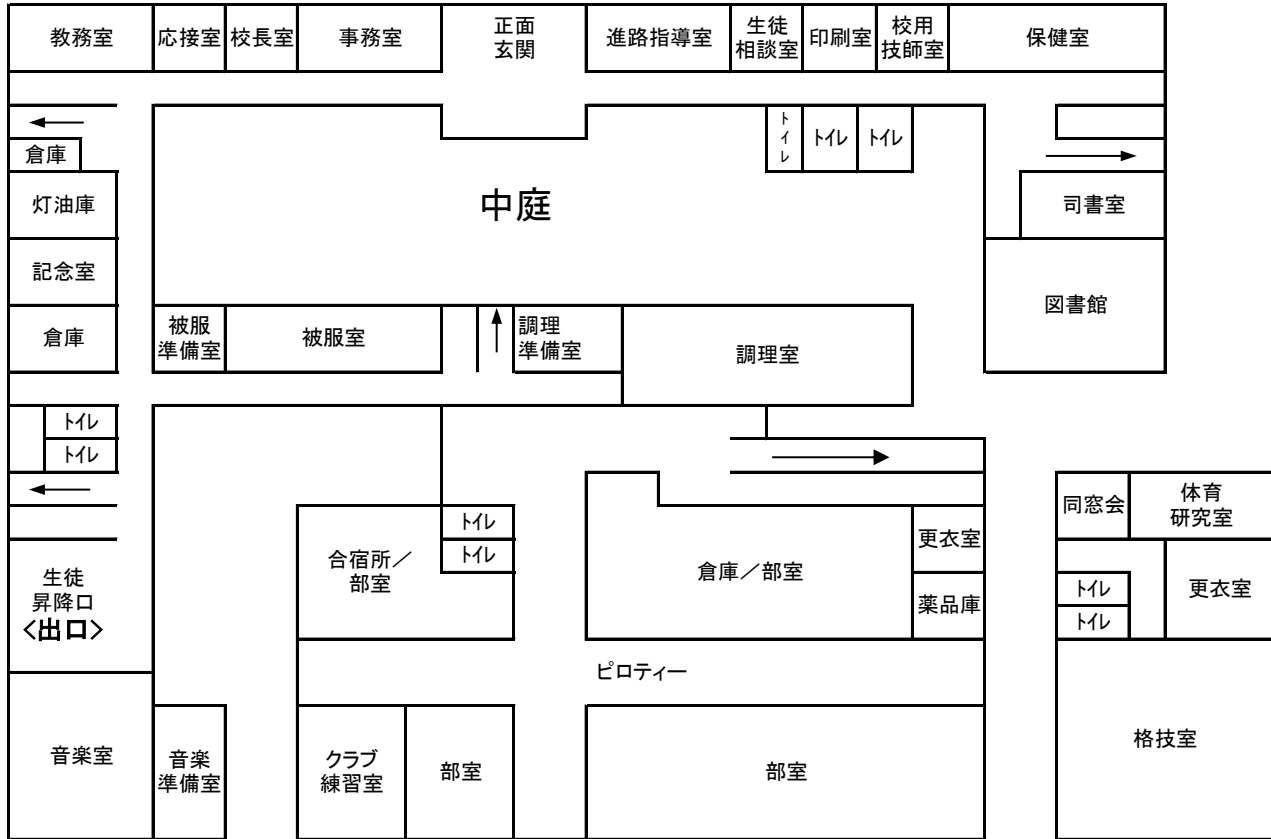 教務室
応接室
校長室
事務室
正面
玄関
進路指導室
生徒
相談室
印刷室
校用
技師室
保健室
トイレ
トイレ
トイレ
倉庫
灯油庫
中庭
司書室
記念室
図書館
倉庫
被服
準備室
被服室
調理
準備室
調理室
トイレ
トイレ
同窓会
体育
研究室
トイレ
トイレ
合宿所／
部室
倉庫／部室
更衣室
薬品庫
更衣室
トイレ
トイレ
生徒
昇降口
<出口>
ピロティー
音楽室
音楽
準備室
クラブ
練習室
部室
部室
格技室